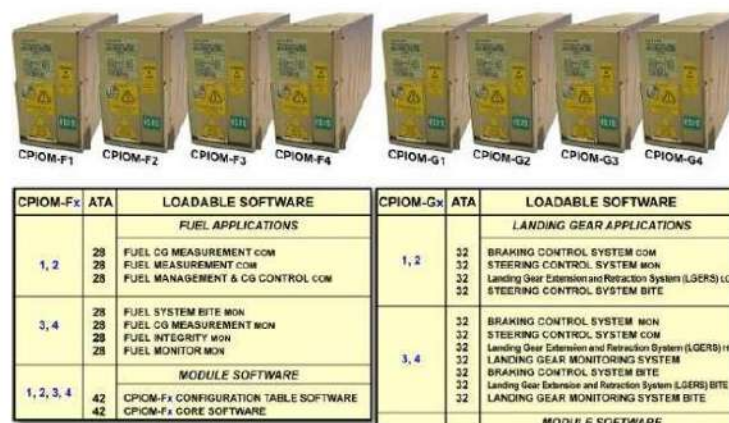 CPIOM-F1 CPIOM-F2 CPIOM-F3 CPIOM-F4 CPIOM-G1 CPIOM-G2 CPIOM-G3 CPIOM-G4
CPIOM-Fx ATA LOADABLE SOFTWARE
FUEL APPLICATIONS
1, 2
28 FUEL CG MEASUREMENT COM
28 FUEL MEASUREMENT COM
28 FUEL MANAGEMENT & CG CONTROL COM
3, 4
28 FUEL SYSTEM BITE MON
28 FUEL CG MEASUREMENT MON
28 FUEL INTEGRITY MON
28 FUEL MONITOR MON
MODULE SOFTWARE
1, 2, 3, 4
42 CPIOM-Fx CONFIGURATION TABLE SOFTWARE
42 CPIOM-Fx CORE SOFTWARE
CPIOM-Gx ATA LOADABLE SOFTWARE
LANDING GEAR APPLICATIONS
1, 2
32 BRAKING CONTROL SYSTEM COM
32 STEERING CONTROL SYSTEM MON
32 Landing Gear Extension and Retraction System (LGERS)
32 STEERING CONTROL SYSTEM BITE
3, 4
32 BRAKING CONTROL SYSTEM MON
32 STEERING CONTROL SYSTEM COM
32 Landing Gear Extension and Retraction System (LGERS)
32 LANDING GEAR MONITORING SYSTEM
32 BRAKING CONTROL SYSTEM BITE
32 Landing Gear Extension and Retraction System (LGERS) BITE
32 LANDING GEAR MONITORING SYSTEM BITE
MODULE SOFTWARE